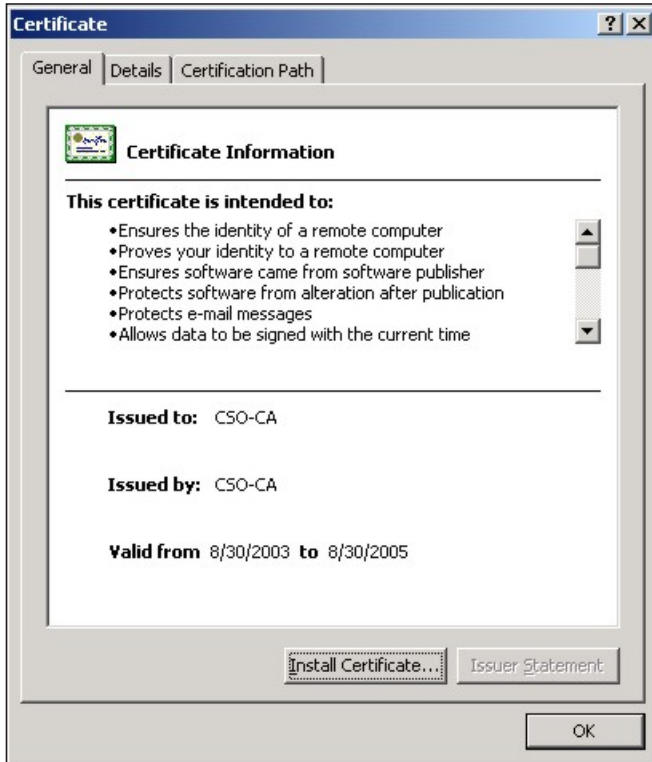 Certificate
General Details Certification Path
Certificate Information
This certificate is intended to:
•Ensures the identity of a remote computer
•Proves your identity to a remote computer
•Ensures software came from software publisher
•Protects software from alteration after publication
•Protects e-mail messages
•Allows data to be signed with the current time
Issued to: CSO-CA
Issued by: CSO-CA
Valid from 8/30/2003 to 8/30/2005
Install Certificate... Issuer Statement
OK